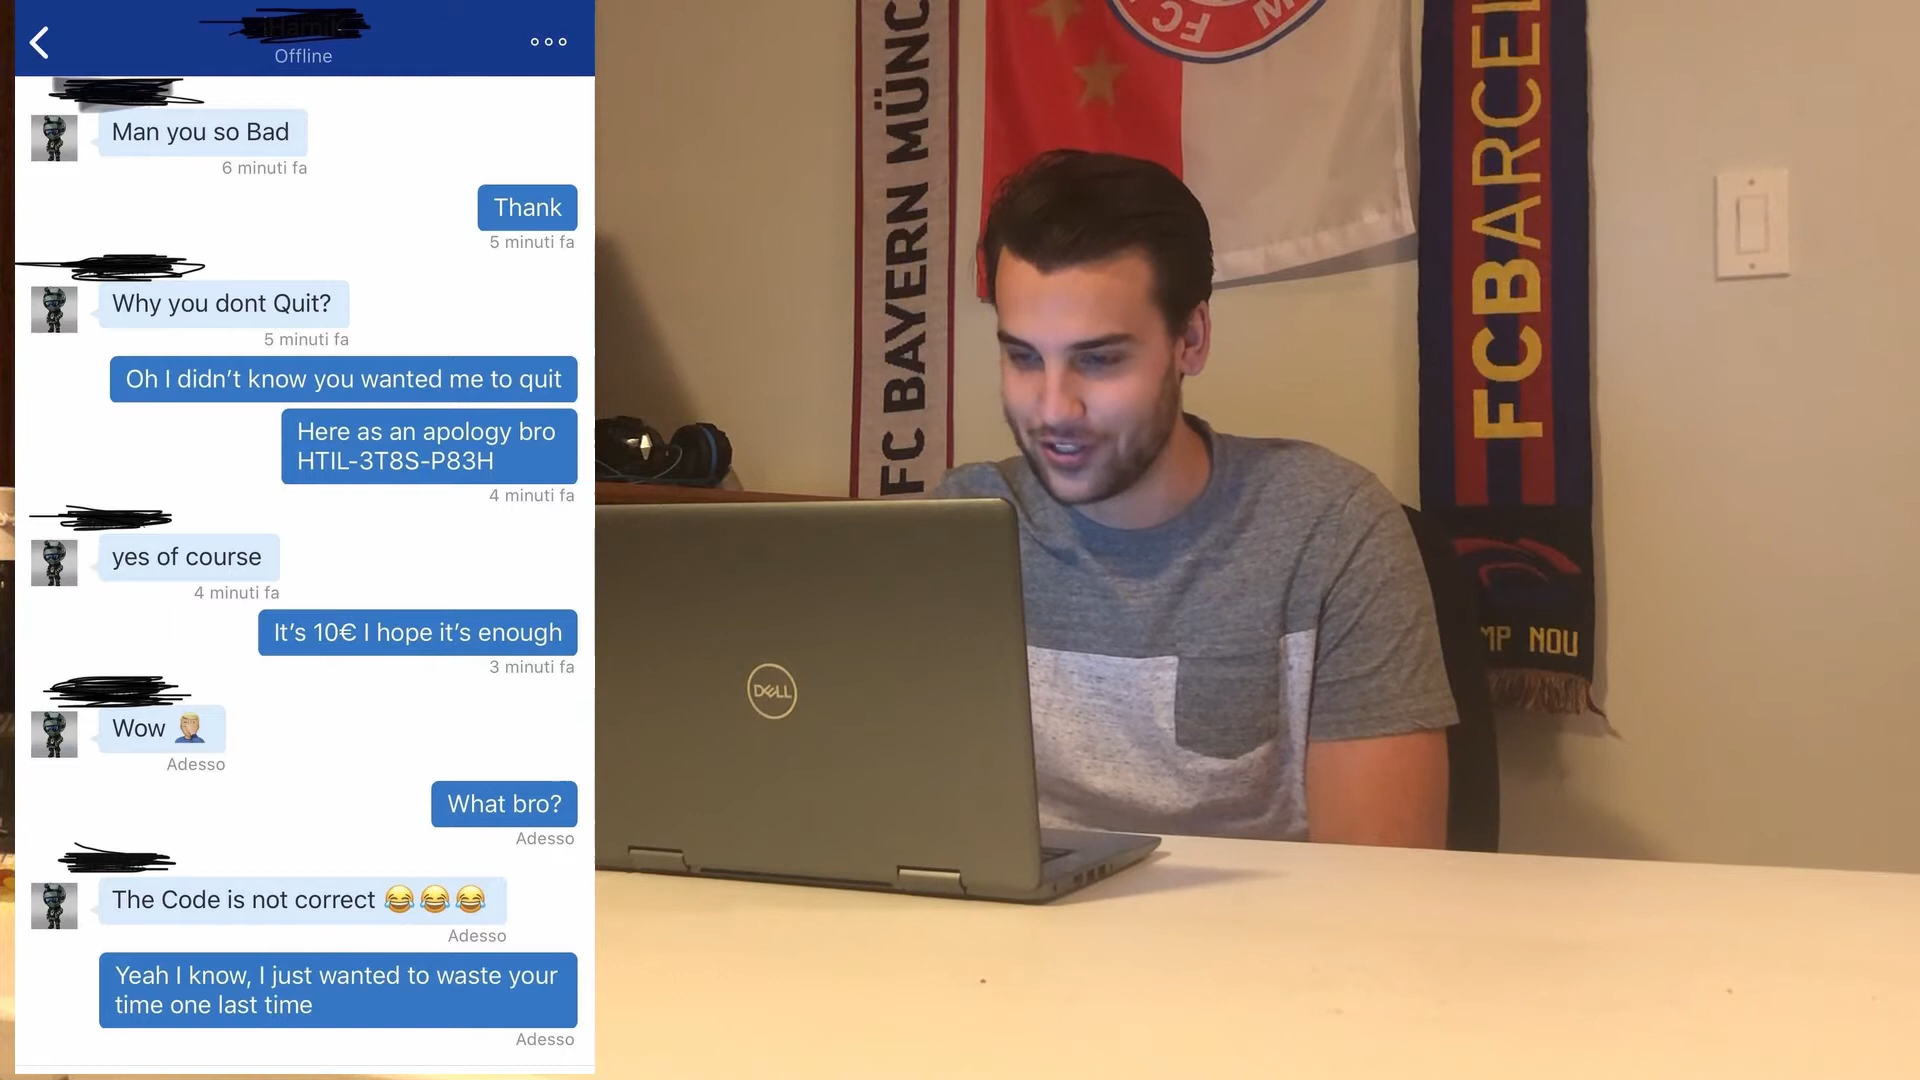 Offline
Man you so Bad
6 minuti fa
Thank
5 minuti fa
Why you dont Quit?
5 minuti fa
Oh I didn’t know you wanted me to quit
Here as an apology bro
HTIL-3T8S-P83H
4 minuti fa
yes of course
4 minuti fa
It’s 10€ I hope it’s enough
3 minuti fa
Wow
Adesso
What bro?
Adesso
The Code is not correct 😂😂😂
Adesso
Yeah I know, I just wanted to waste your
time one last time
Adesso
FC BAYERN MÜNC
FC
FCBARCEL
MP NOU
DELL